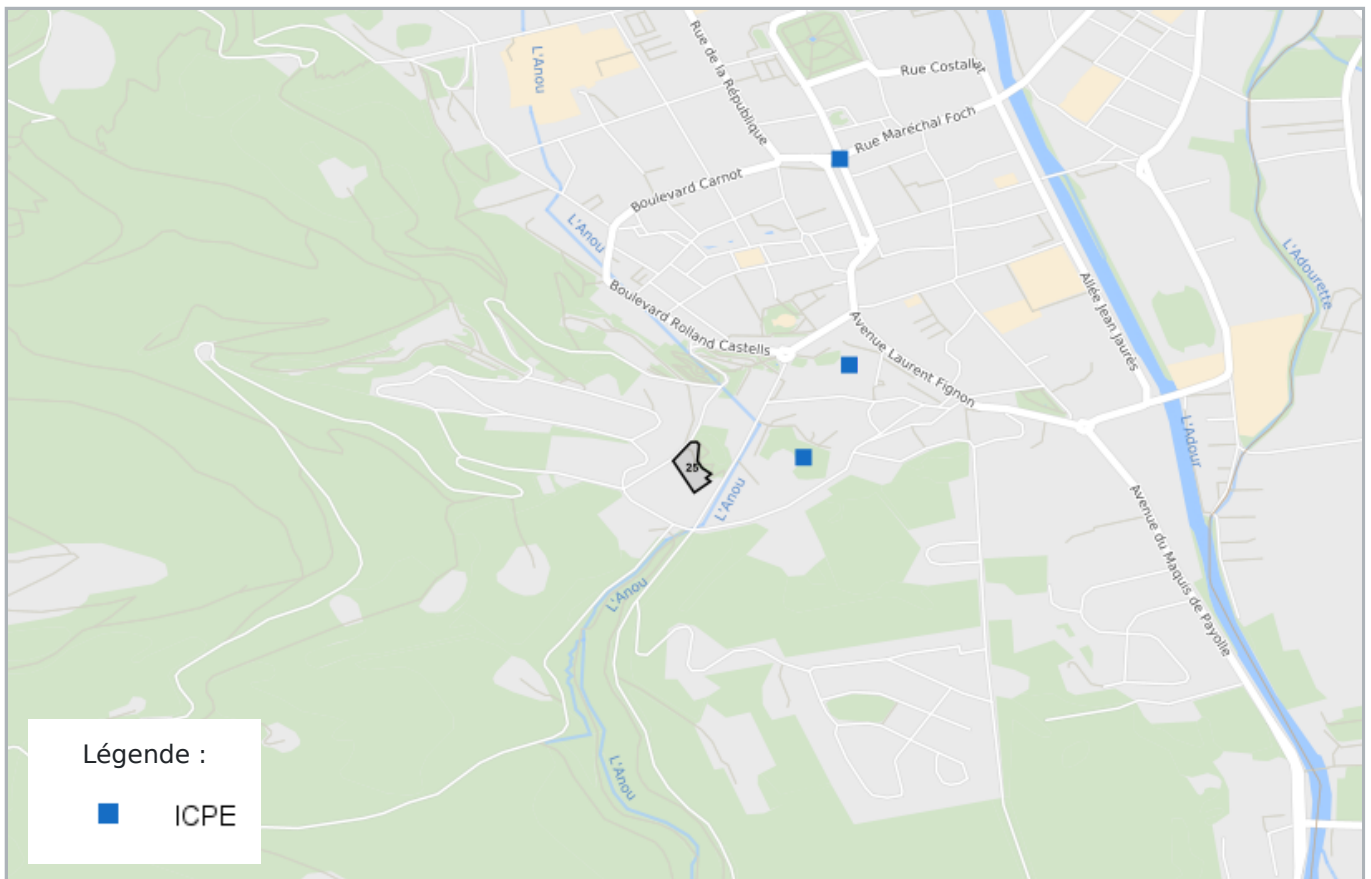 L'Anou
Rue de la République
Rue Costallat
Rue Maréchal Foch
Boulevard Carnot
L'Anou
L'Adourette
Boulevard Rolland Castells
Allée Jean Jaurès
Avenue Laurent Fignon
L'Adour
25
L'Anou
Avenue du Maquis de Payolle
L'Anou
L'Anou
Légende :
ICPE